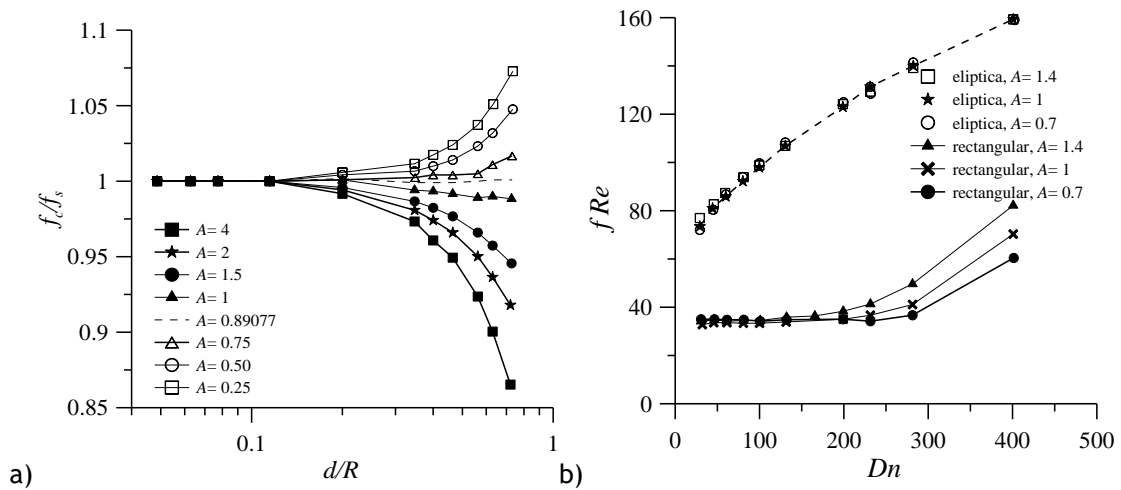 1.1
1.05
1
0.95
0.9
0.85
f_c/f_s
A= 4
A= 2
A= 1.5
A= 1
A= 0.89077
A= 0.75
A= 0.50
A= 0.25
0.1
1
d/R
a)
160
120
80
40
0
f Re
eliptica, A= 1.4
eliptica, A= 1
eliptica, A= 0.7
rectangular, A= 1.4
rectangular, A= 1
rectangular, A= 0.7
0
100
200
300
400
500
Dn
b)